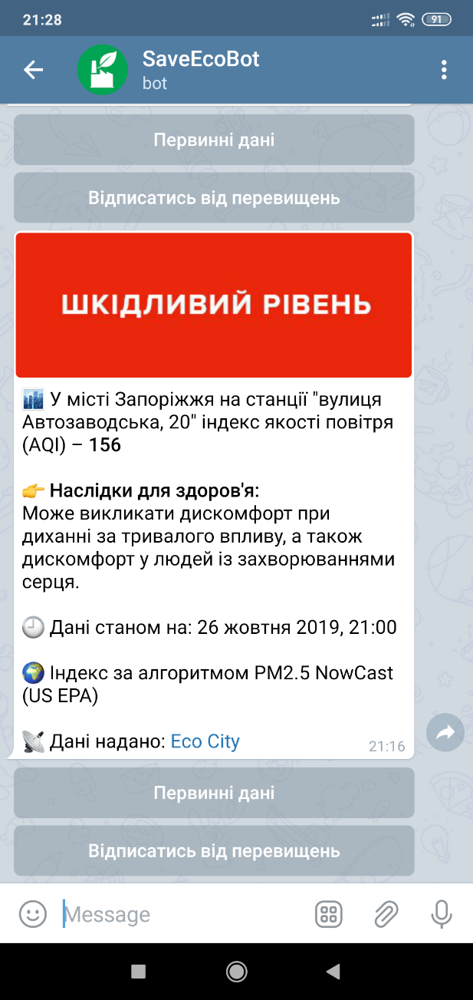 21:28
91
SaveEcoBot
bot
Первинні дані
Відписатись від перевищень
ШКІДЛИВИЙ РІВЕНЬ
У місті Запоріжжя на станції "вулиця
Автозаводська, 20" індекс якості повітря
(AQI) – 156
Наслідки для здоров'я:
Може викликати дискомфорт при
диханні за тривалого впливу, а також
дискомфорт у людей із захворюваннями
серця.
Дані станом на: 26 жовтня 2019, 21:00
Індекс за алгоритмом PM2.5 NowCast
(US EPA)
Дані надано: Eco City
21:16
Первинні дані
Відписатись від перевищень
Message